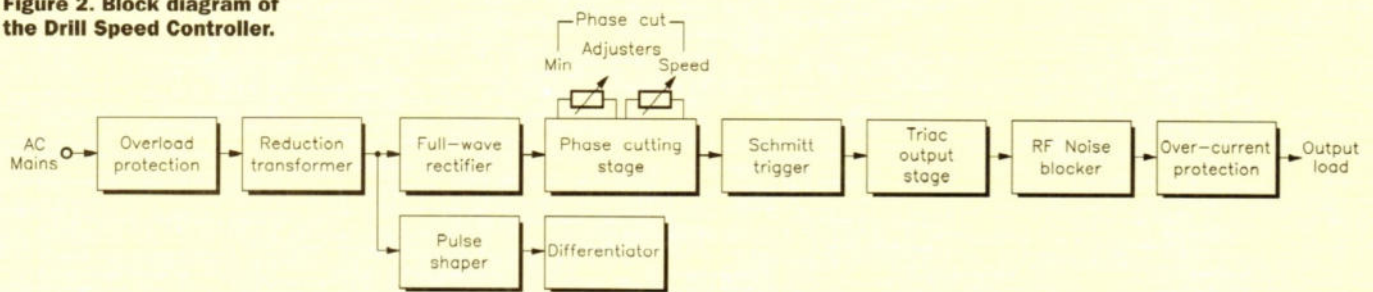 Figure 2. Block diagram of
the Drill Speed Controller.
Phase cut
Adjusters
Min
Speed
AC
Mains
Overload
protection
Reduction
transformer
Full-wave
rectifier
Phase cutting
stage
Schmitt
trigger
Triac
output
stage
RF Noise
blocker
Over-current
protection
Output
load
Pulse
shaper
Differentiator